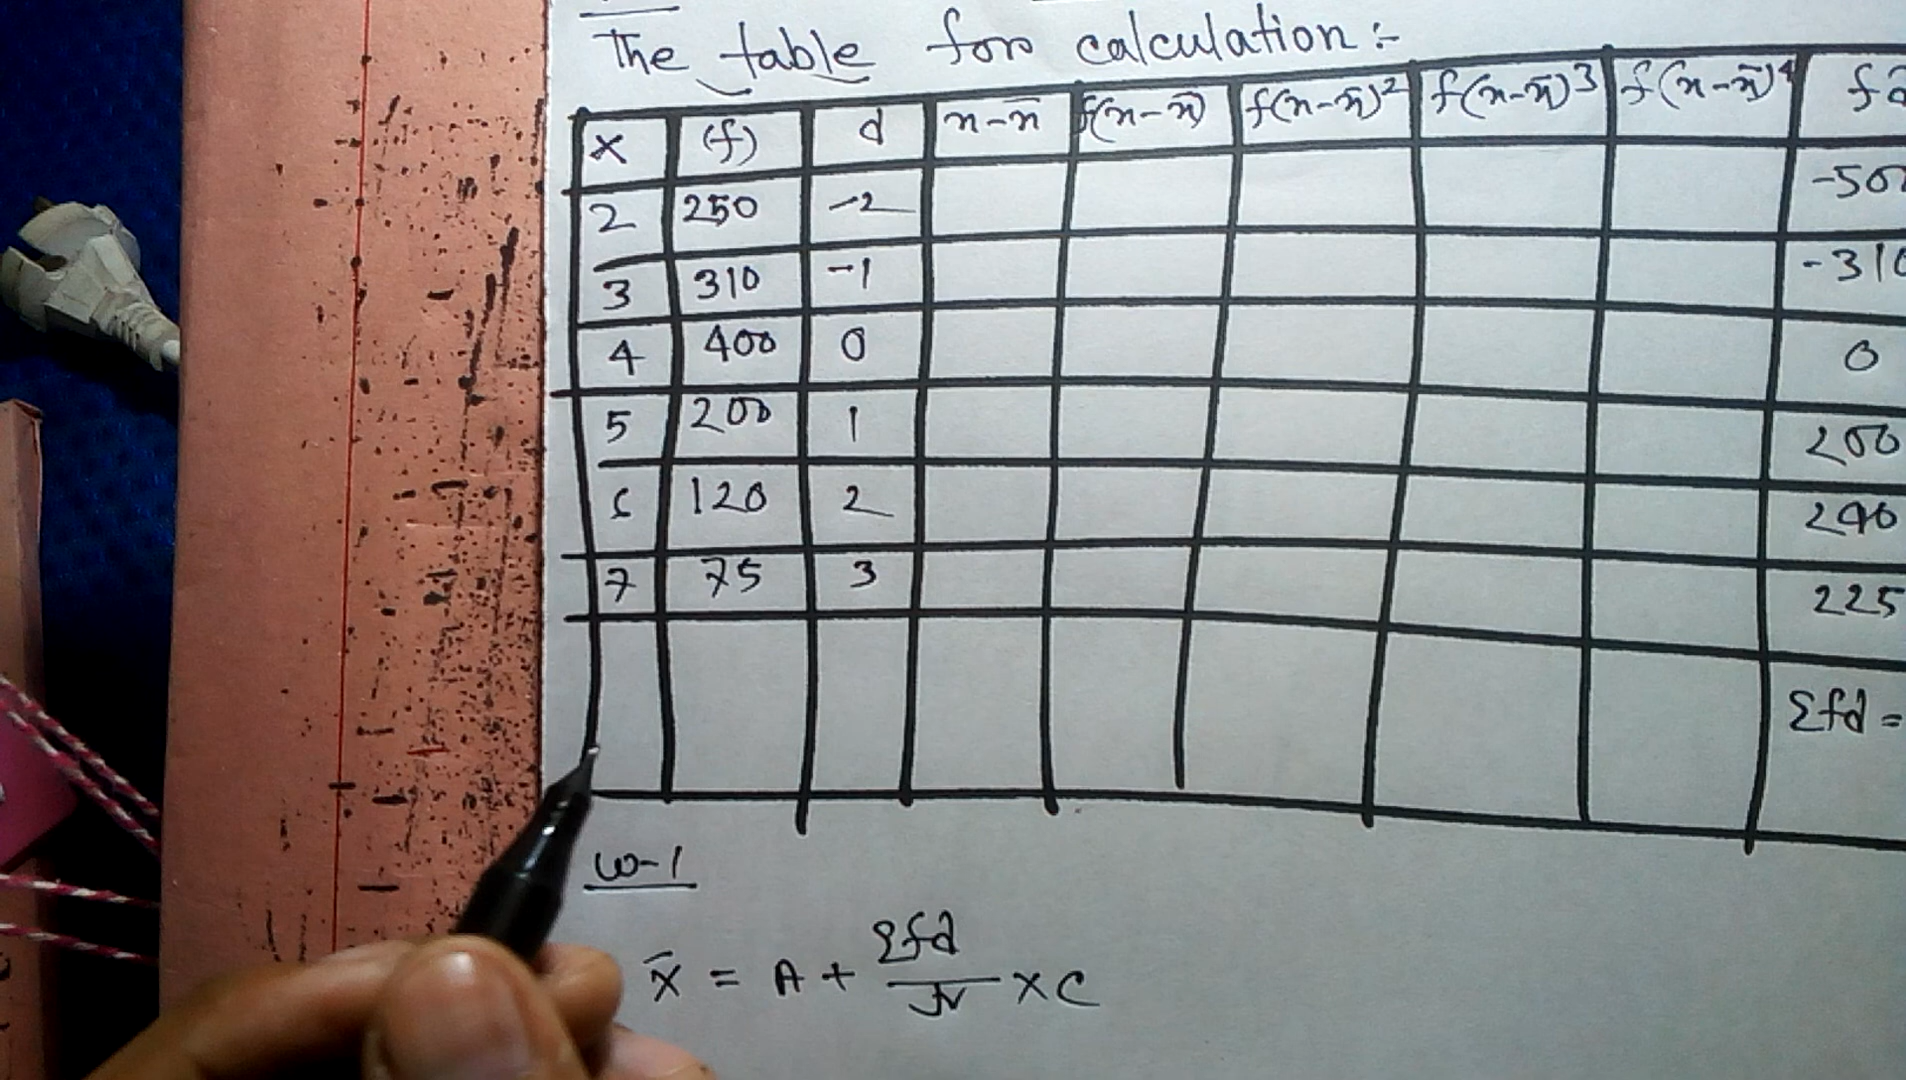 The table for calculation :-
x (f) d n-n̄ f(n-n̄) f(n-n̄)² f(n-n̄)³ f(n-n̄)⁴ fd
2 250 -2 -500
3 310 -1 -310
4 400 0 0
5 200 1 200
6 120 2 240
7 75 3 225
Σfd =
w-1
x̄ = A + Σfd/N × C